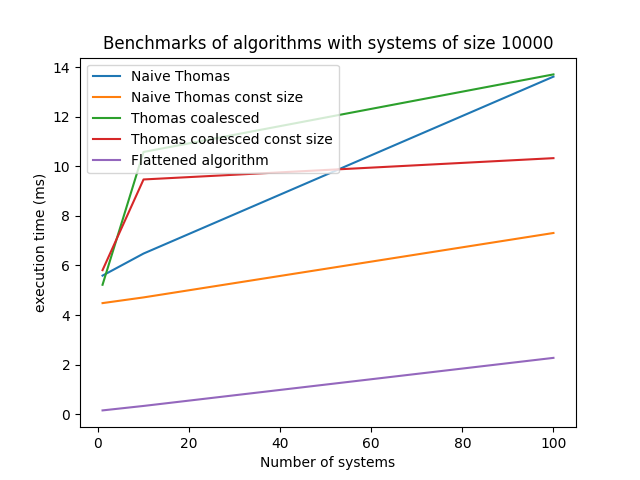 Benchmarks of algorithms with systems of size 10000
Naive Thomas
Naive Thomas const size
Thomas coalesced
Thomas coalesced const size
Flattened algorithm
execution time (ms)
14
12
10
8
6
4
2
0
0 20 40 60 80 100
Number of systems